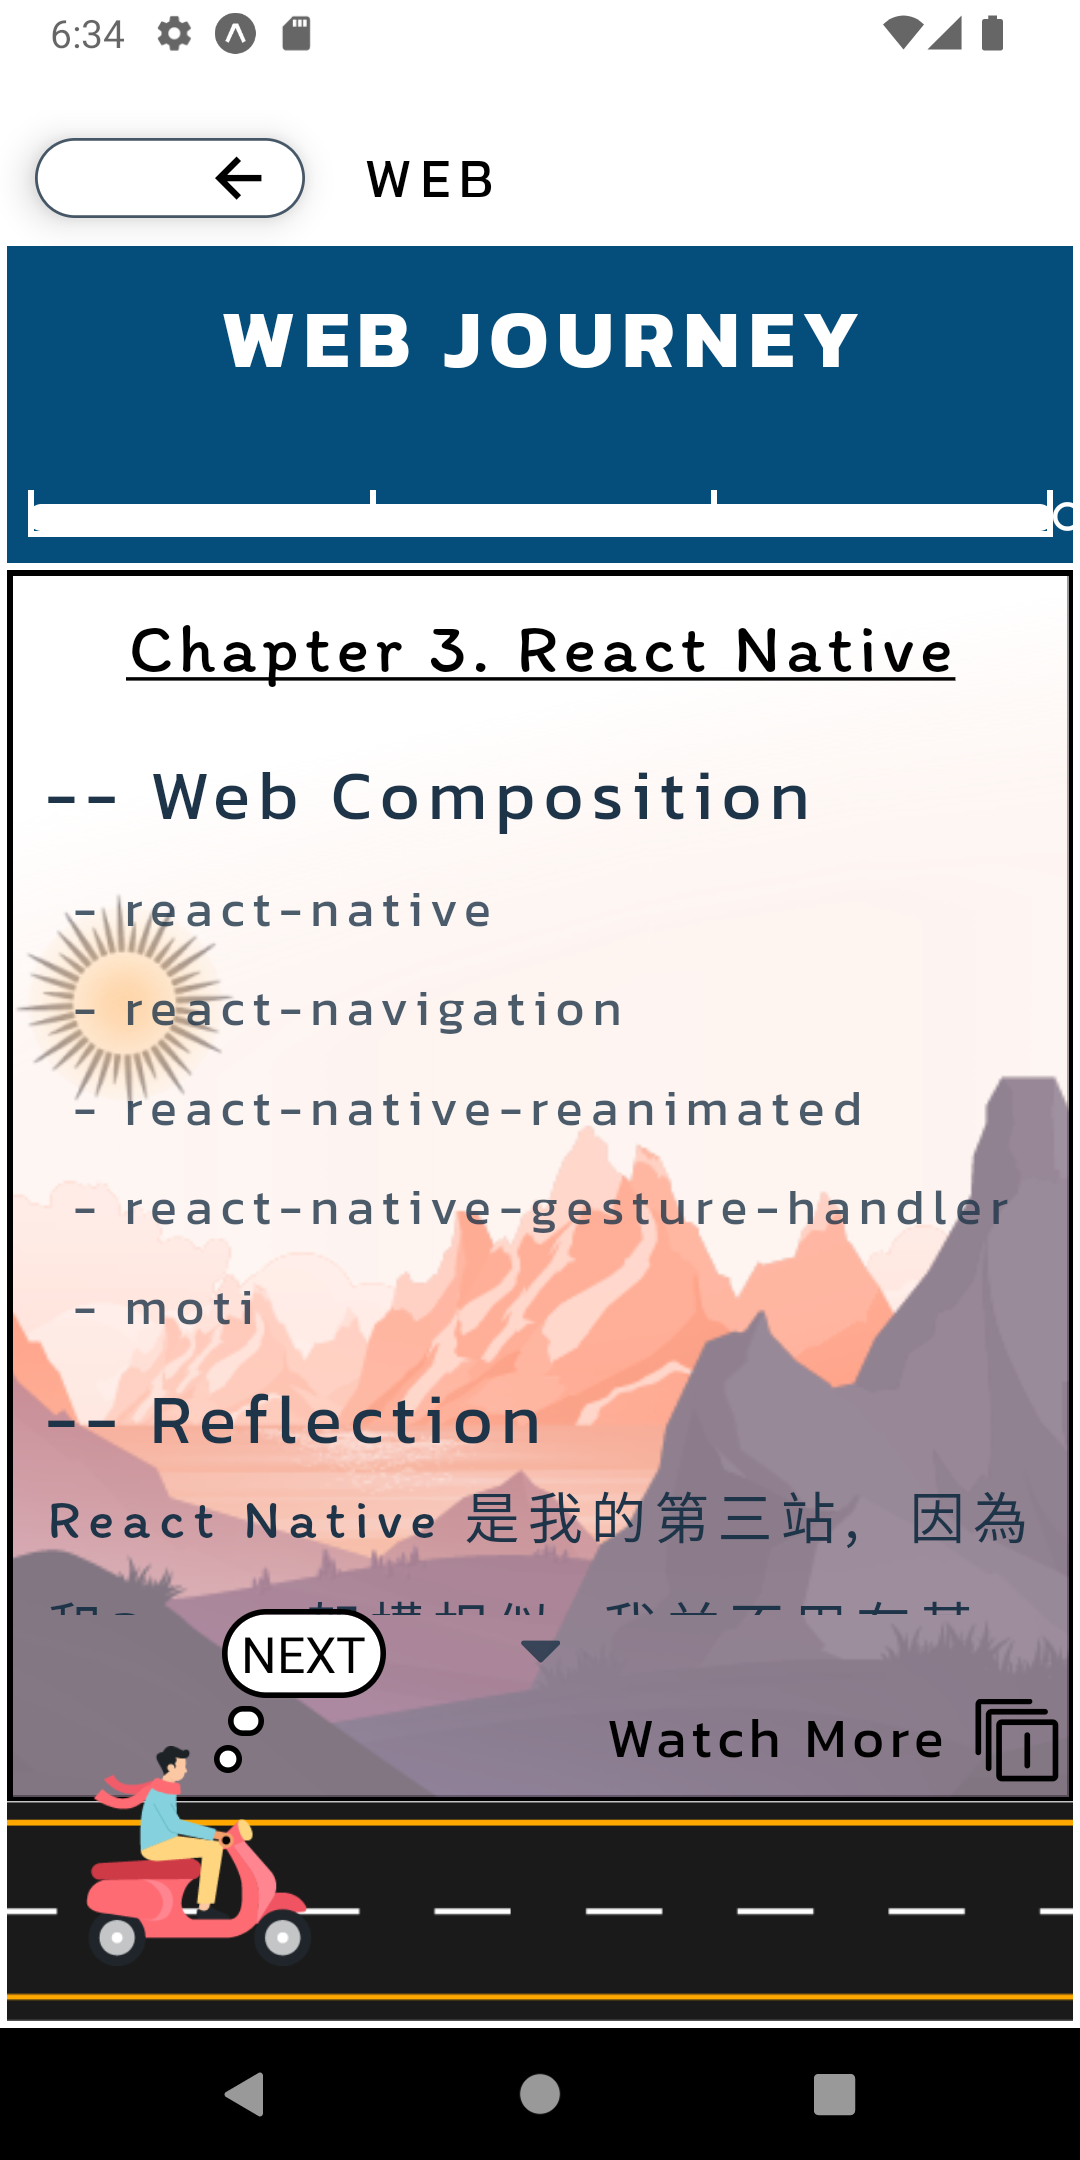 6:34
WEB
WEB JOURNEY
Chapter 3. React Native
-- Web Composition
- react-native
- react-navigation
- react-native-reanimated
- react-native-gesture-handler
- moti
-- Reflection
React Native 是我的第三站，因為
NEXT
Watch More